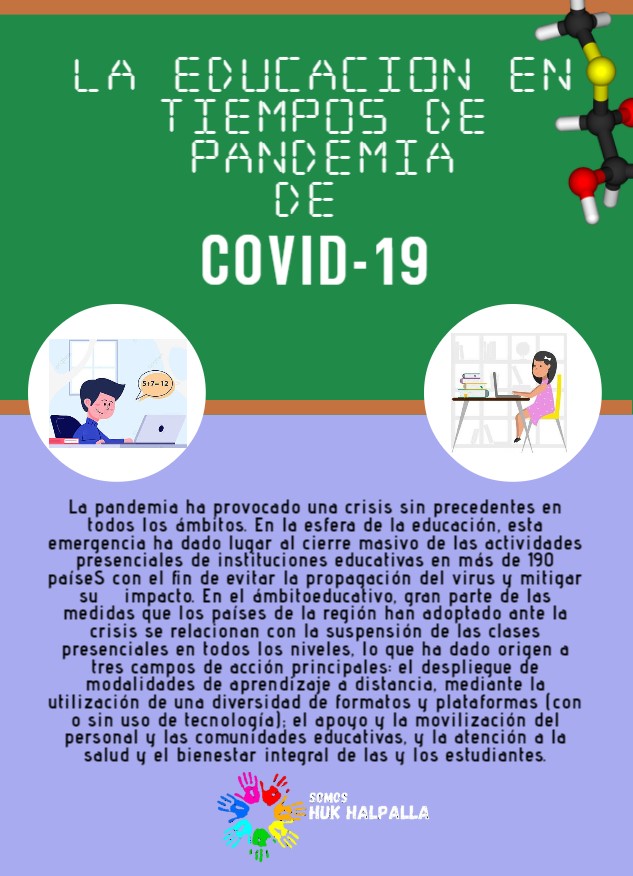 LA EDUCACION EN
TIEMPOS DE
PANDEMIA
DE
COVID-19
5+7=12
La pandemia ha provocado una crisis sin precedentes en
todos los ámbitos. En la esfera de la educación, esta
emergencia ha dado lugar al cierre masivo de las actividades
presenciales de instituciones educativas en más de 190
paíseS con el fin de evitar la propagación del virus y mitigar
su impacto. En el ámbitoeducativo, gran parte de las
medidas que los países de la región han adoptado ante la
crisis se relacionan con la suspensión de las clases
presenciales en todos los niveles, lo que ha dado origen a
tres campos de acción principales: el despliegue de
modalidades de aprendizaje a distancia, mediante la
utilización de una diversidad de formatos y plataformas (con
o sin uso de tecnología); el apoyo y la movilización del
personal y las comunidades educativas, y la atención a la
salud y el bienestar integral de las y los estudiantes.
SOMOS
HUK HALPALLA